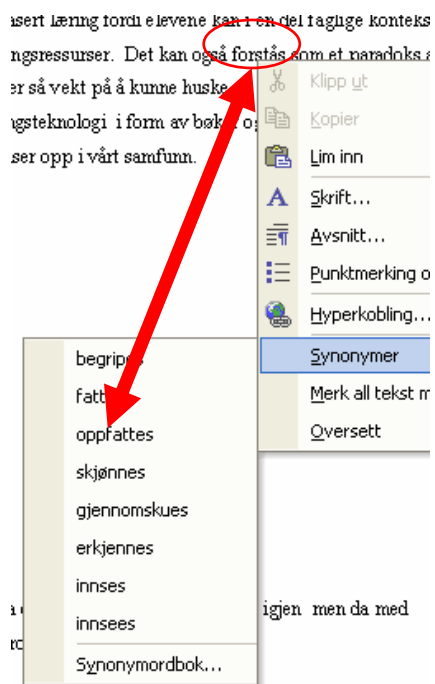 asert læring fordi elevene kan i en del faglige konteks
ngsressurser. Det kan også forstås som et paradoks a
er så vekt på å kunne huske
ngsteknologi i form av bøker og
ser opp i vårt samfunn.
Klipp ut
Kopier
Lim inn
Skrift...
Avsnitt...
Punktmerking o
Hyperkobling...
Synonymer
Merk all tekst m
Oversett
begripes
fattes
oppfattes
skjønnes
gjennomskues
erkjennes
innses
innsees
Synonymordbok...
igjen men da med